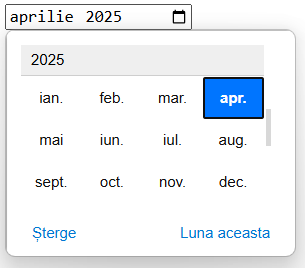 aprilie 2025
2025
ian. feb. mar. apr.
mai iun. iul. aug.
sept. oct. nov. dec.
Șterge Luna aceasta